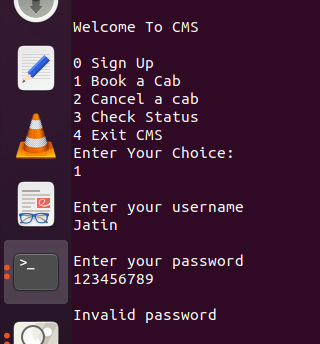 Welcome To CMS
0 Sign Up
1 Book a Cab
2 Cancel a cab
3 Check Status
4 Exit CMS
Enter Your Choice:
1
Enter your username
Jatin
Enter your password
123456789
Invalid password
>_